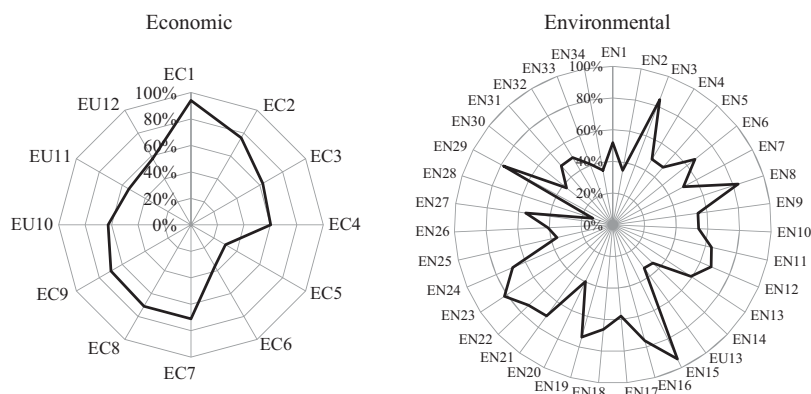 Economic
EC1
EC2
EC3
EC4
EC5
EC6
EC7
EC8
EC9
EU10
EU11
EU12
100%
80%
60%
40%
20%
0%
Environmental
EN1
EN2
EN3
EN4
EN5
EN6
EN7
EN8
EN9
EN10
EN11
EN12
EN13
EN14
EU13
EN15
EN16
EN17
EN18
EN19
EN20
EN21
EN22
EN23
EN24
EN25
EN26
EN27
EN28
EN29
EN30
EN31
EN32
EN33
EN34
100%
80%
60%
40%
20%
0%